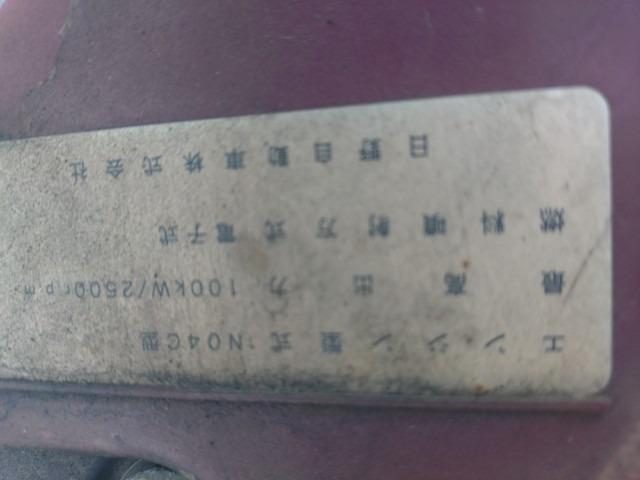 エンジン型式 N04C型
最高出力 100kW/2500rpm
燃料噴射方式 電子式
日野自動車株式会社